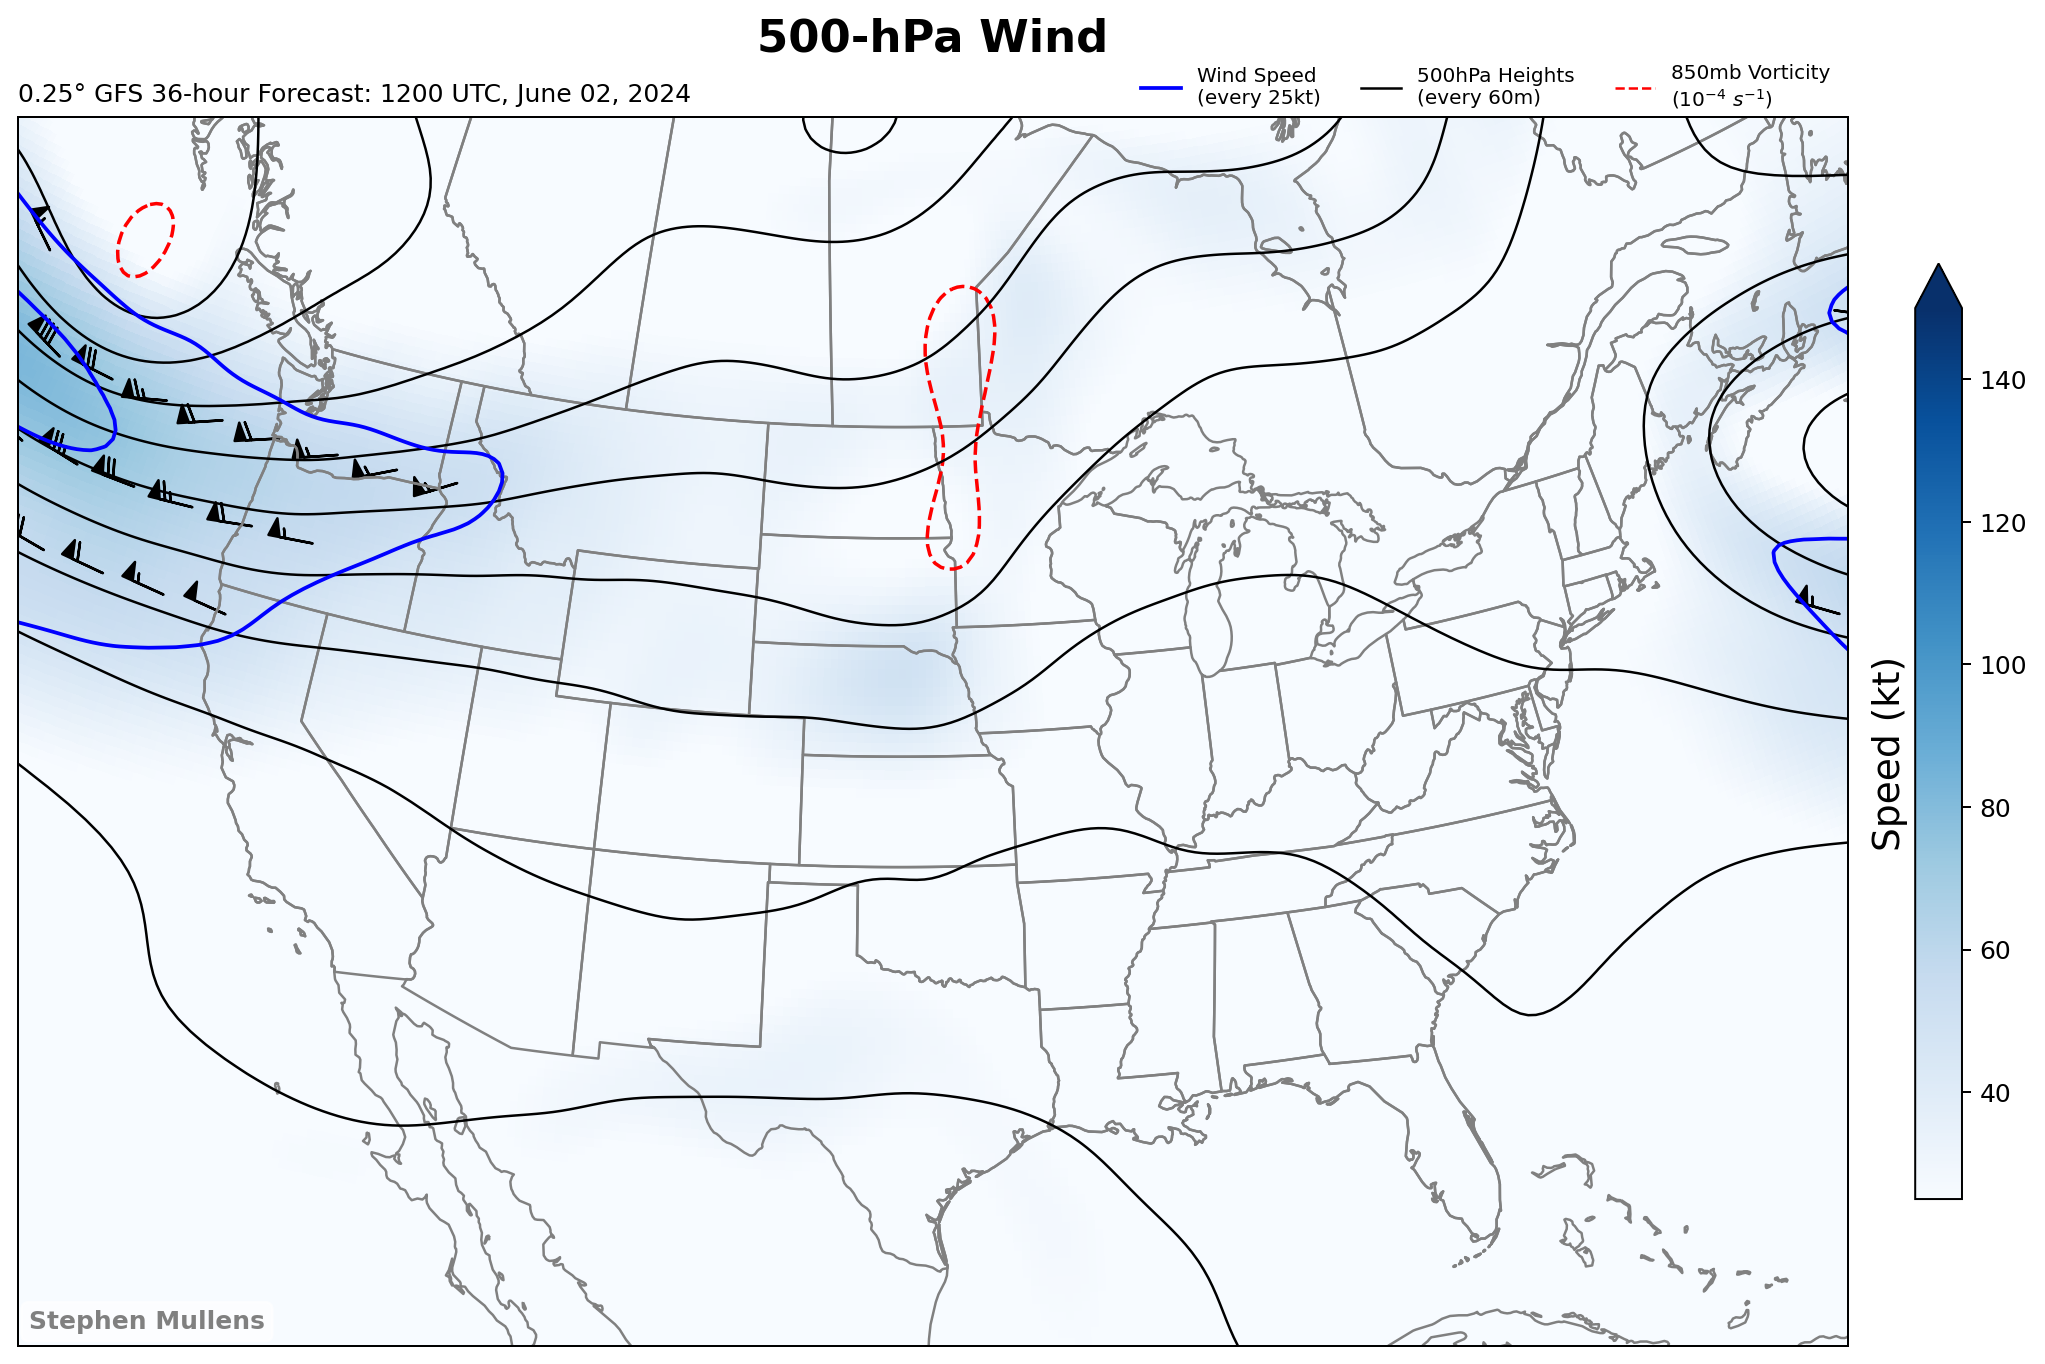 500-hPa Wind
0.25° GFS 36-hour Forecast: 1200 UTC, June 02, 2024
Wind Speed
(every 25kt)
500hPa Heights
(every 60m)
850mb Vorticity
(10⁻⁴ s⁻¹)
140
120
100
80
60
40
Speed (kt)
Stephen Mullens